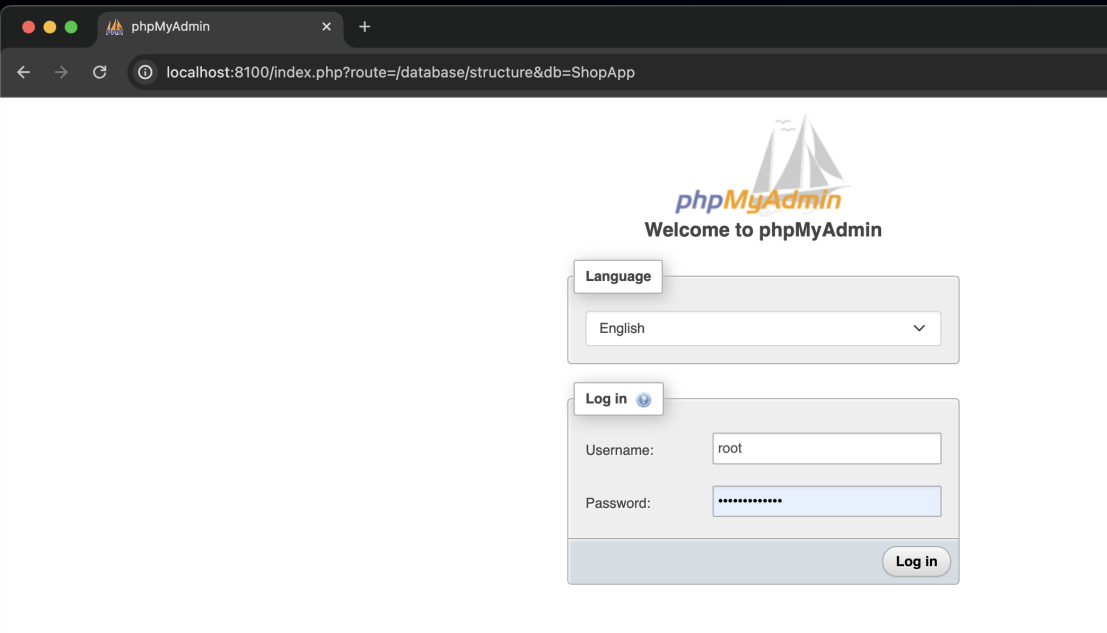 phpMyAdmin
localhost:8100/index.php?route=/database/structure&db=ShopApp
phpMyAdmin
Welcome to phpMyAdmin
Language
English
Log in
Username: root
Password: •••••••••••••
Log in